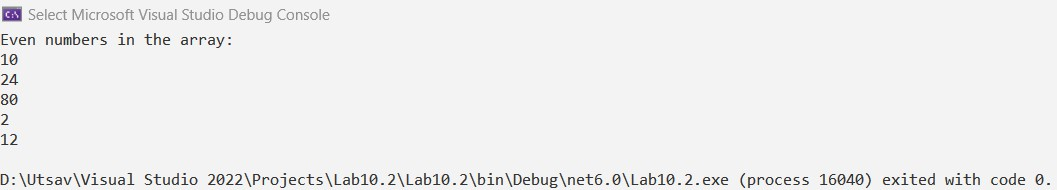 Select Microsoft Visual Studio Debug Console
Even numbers in the array:
10
24
80
2
12
D:\Utsav\Visual Studio 2022\Projects\Lab10.2\Lab10.2\bin\Debug\net6.0\Lab10.2.exe (process 16040) exited with code 0.